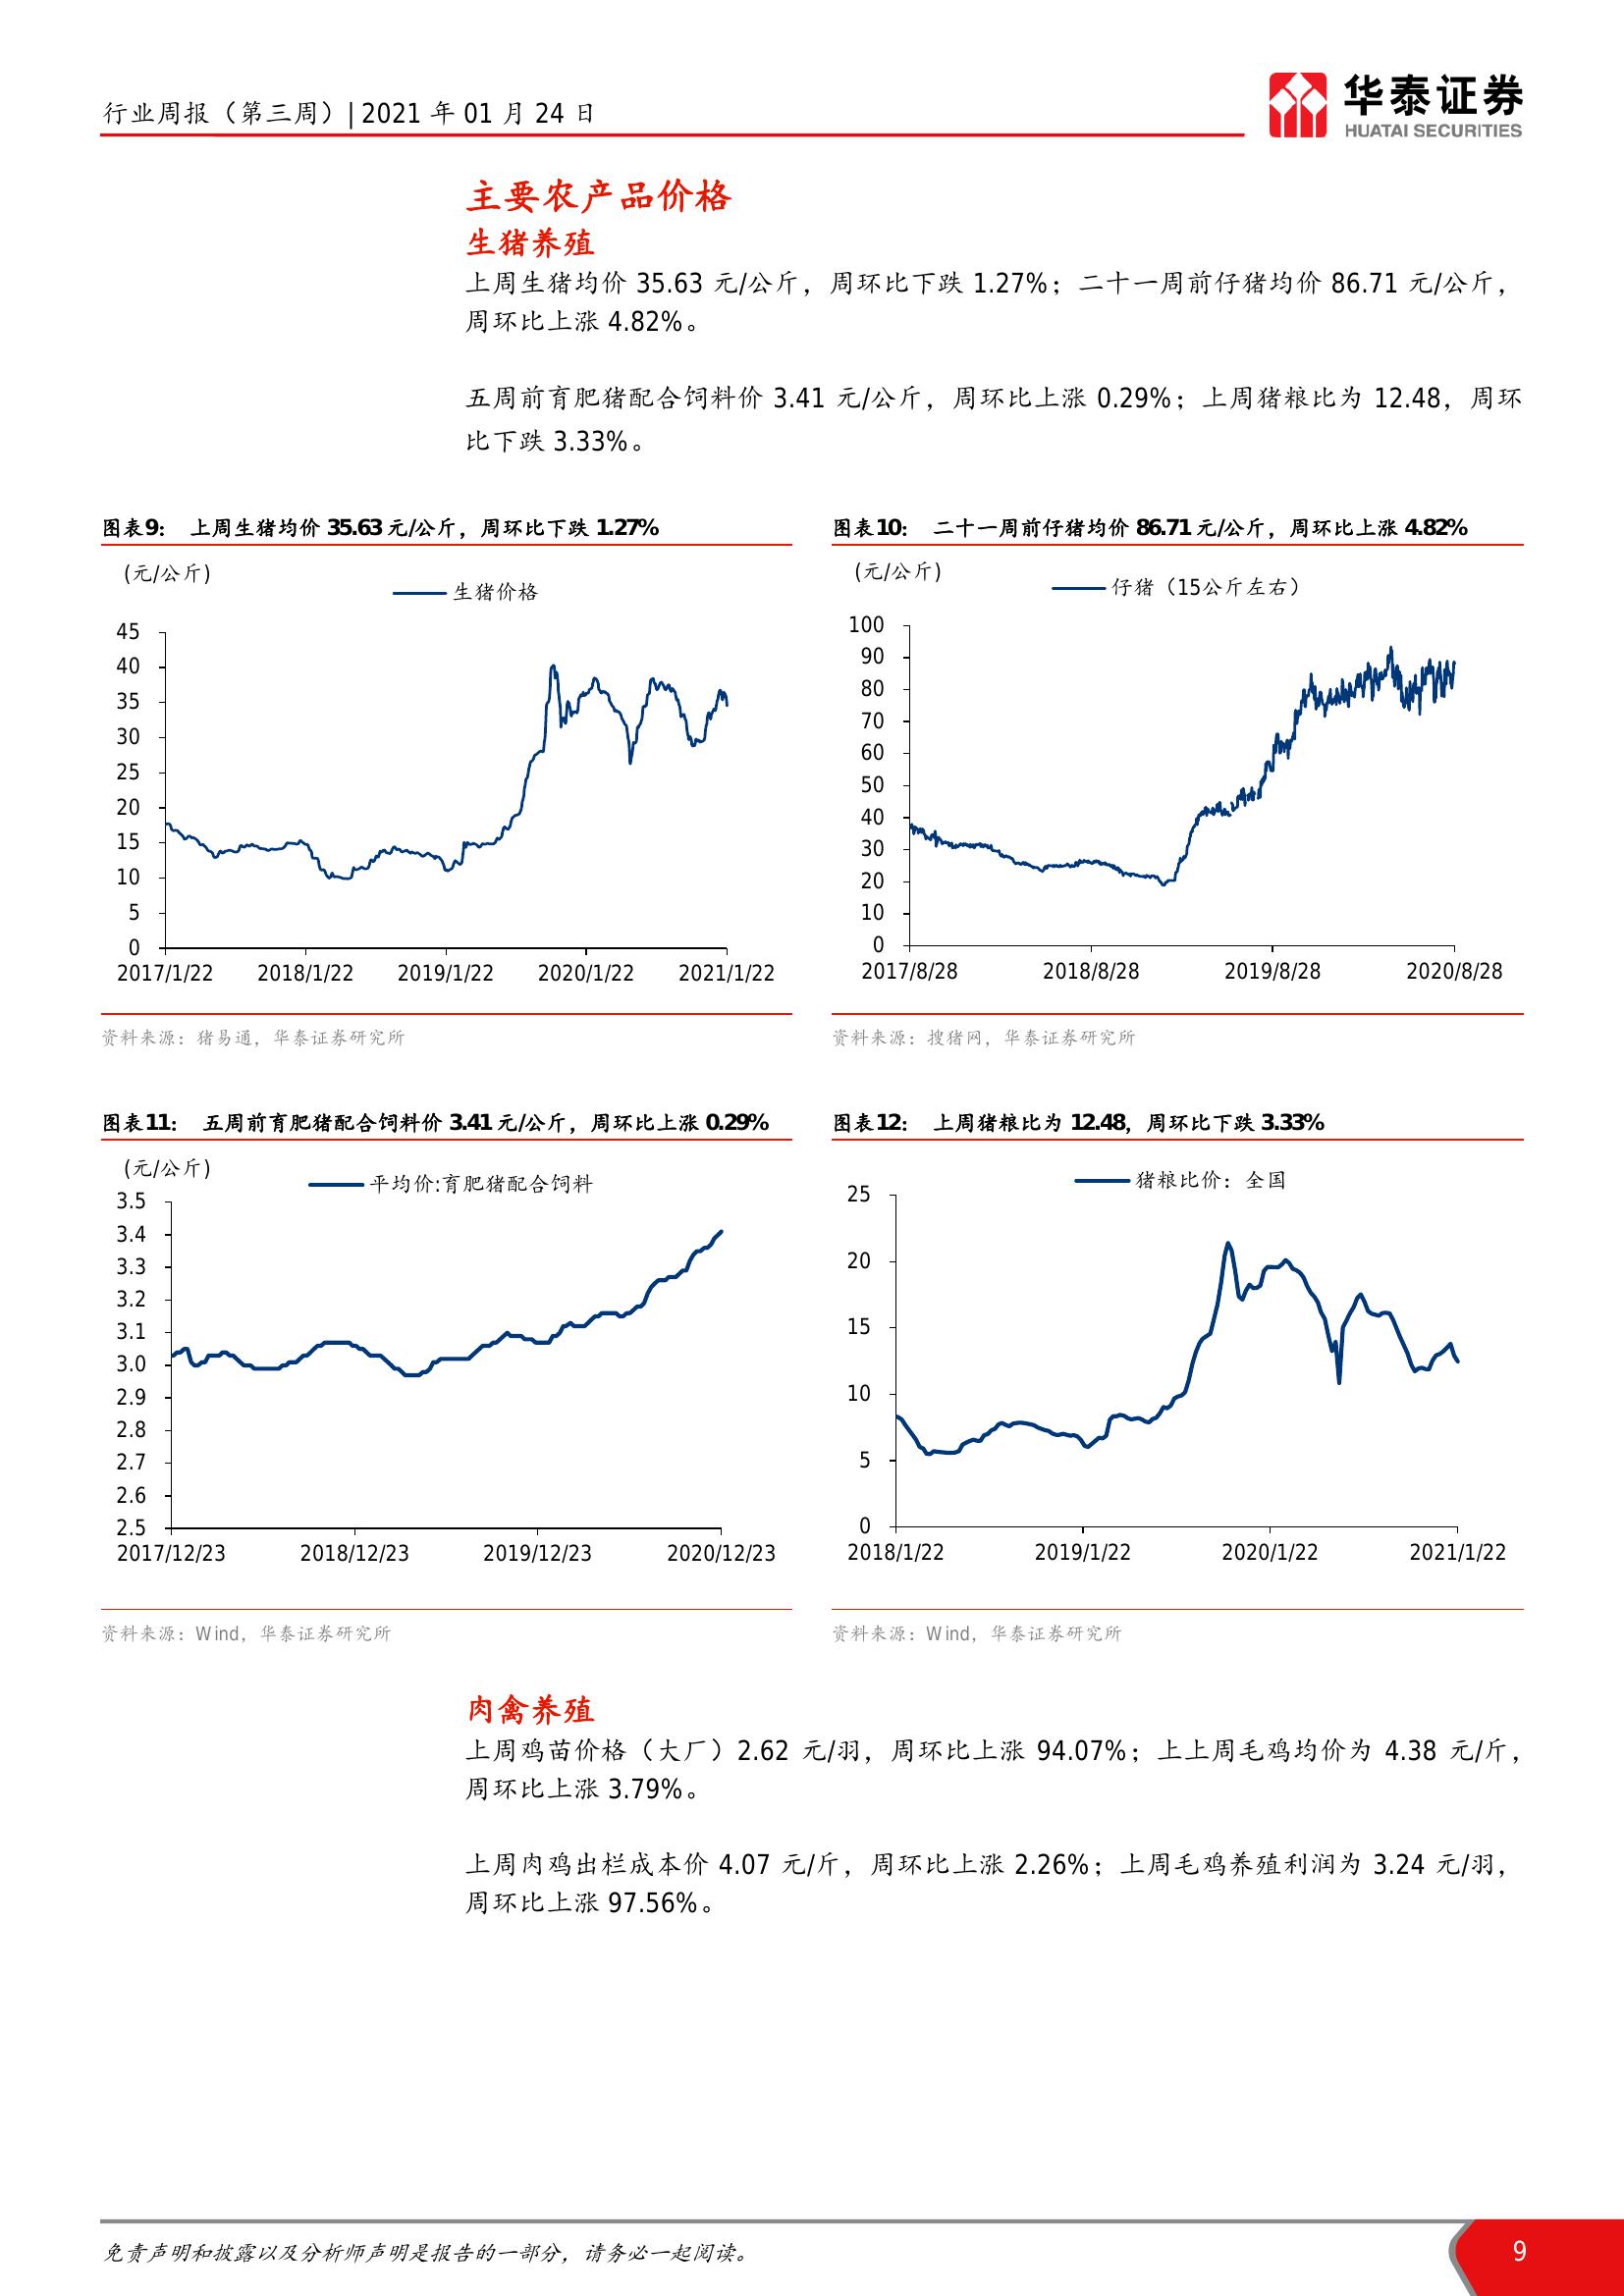 行业周报（第三周）| 2021 年 01 月 24 日
华泰证券
HUATAI SECURITIES
主要农产品价格
生猪养殖
上周生猪均价 35.63 元/公斤，周环比下跌 1.27%；二十一周前仔猪均价 86.71 元/公斤，
周环比上涨 4.82%。
五周前育肥猪配合饲料价 3.41 元/公斤，周环比上涨 0.29%；上周猪粮比为 12.48，周环
比下跌 3.33%。
图表9： 上周生猪均价 35.63 元/公斤，周环比下跌 1.27%
(元/公斤)
生猪价格
45
40
35
30
25
20
15
10
5
0
2017/1/22 2018/1/22 2019/1/22 2020/1/22 2021/1/22
资料来源：猪易通，华泰证券研究所
图表10： 二十一周前仔猪均价 86.71 元/公斤，周环比上涨 4.82%
(元/公斤)
仔猪（15公斤左右）
100
90
80
70
60
50
40
30
20
10
0
2017/8/28 2018/8/28 2019/8/28 2020/8/28
资料来源：搜猪网，华泰证券研究所
图表11： 五周前育肥猪配合饲料价 3.41 元/公斤，周环比上涨 0.29%
(元/公斤)
平均价:育肥猪配合饲料
3.5
3.4
3.3
3.2
3.1
3.0
2.9
2.8
2.7
2.6
2.5
2017/12/23 2018/12/23 2019/12/23 2020/12/23
资料来源：Wind，华泰证券研究所
图表12： 上周猪粮比为 12.48，周环比下跌 3.33%
猪粮比价：全国
25
20
15
10
5
0
2018/1/22 2019/1/22 2020/1/22 2021/1/22
资料来源：Wind，华泰证券研究所
肉禽养殖
上周鸡苗价格（大厂）2.62 元/羽，周环比上涨 94.07%；上上周毛鸡均价为 4.38 元/斤，
周环比上涨 3.79%。
上周肉鸡出栏成本价 4.07 元/斤，周环比上涨 2.26%；上周毛鸡养殖利润为 3.24 元/羽，
周环比上涨 97.56%。
免责声明和披露以及分析师声明是报告的一部分，请务必一起阅读。
9